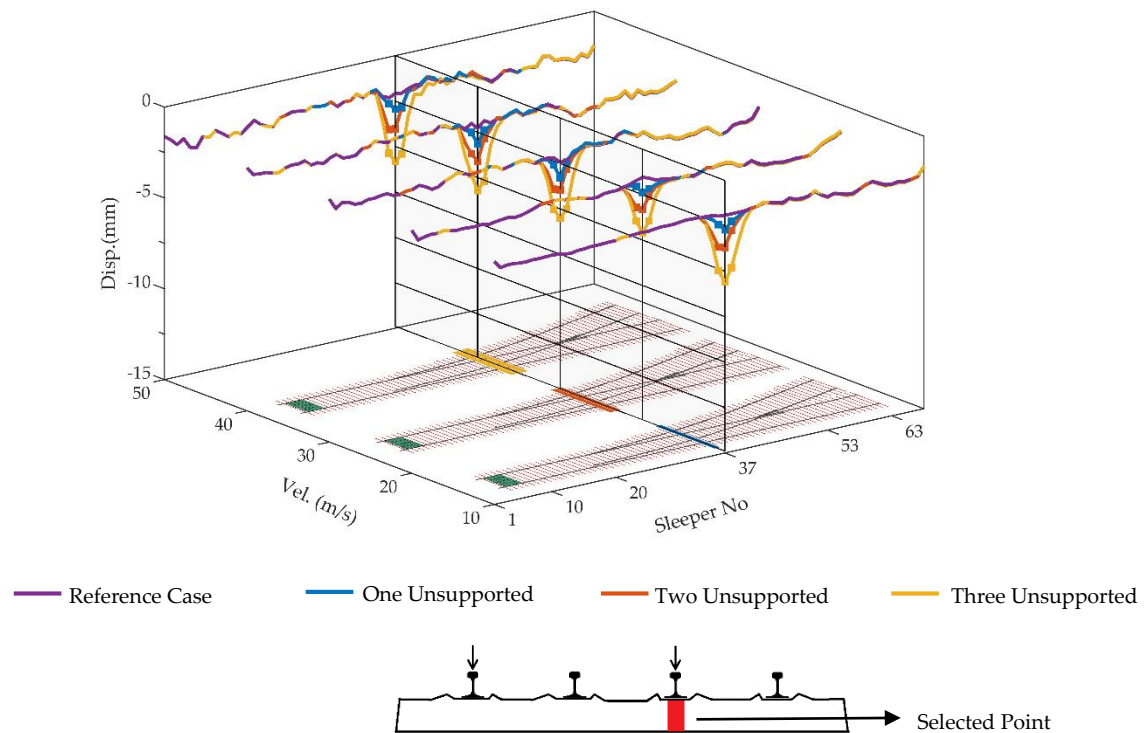 0
-5
-10
-15
Disp.(mm)
50
40
30
20
10
Vel. (m/s)
1
10
20
37
53
63
Sleeper No
Reference Case
One Unsupported
Two Unsupported
Three Unsupported
Selected Point